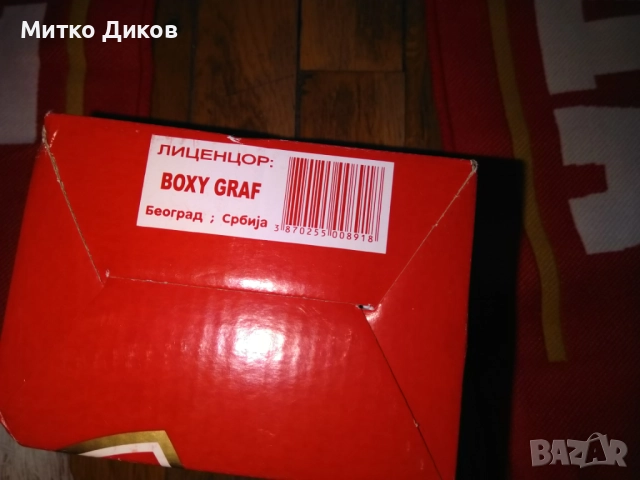 Митко Диков
ЛИЦЕНЦОР:
BOXY GRAF
Београд ; Србија
3 870255 008918
BAZAR